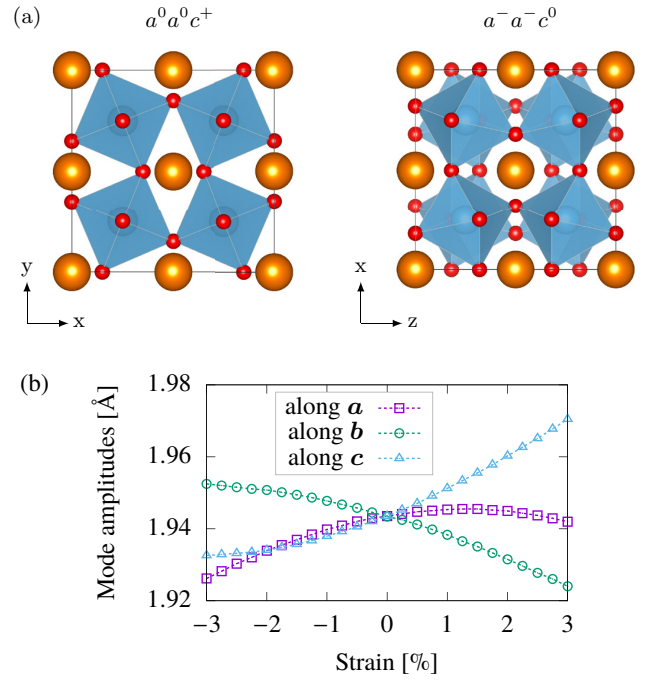 (a) a⁰a⁰c⁺ a⁻a⁻c⁰
y x
x z
(b)
Mode amplitudes [Å]
1.98
1.96
1.94
1.92
along a
along b
along c
−3 −2 −1 0 1 2 3
Strain [%]